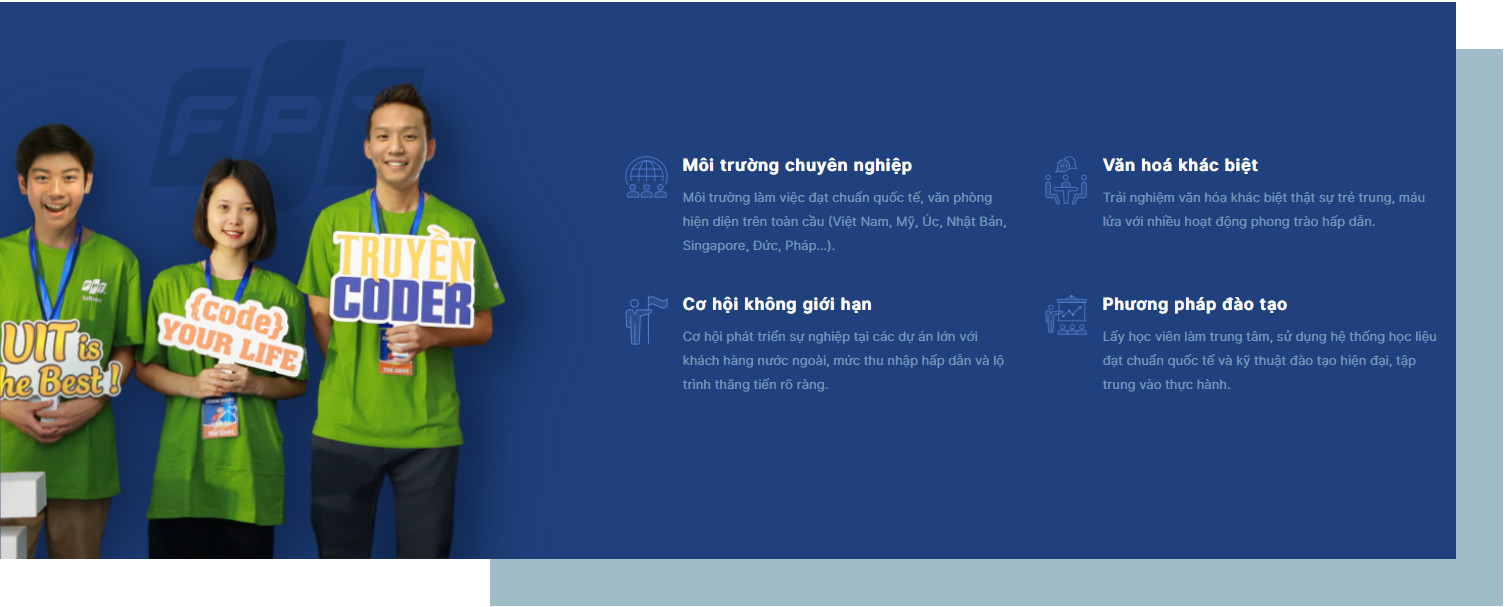 FPT
FPT
Software
UIT is
the Best !
{code}
YOUR LIFE
TRUYỀN
CODER
THÍ SINH
Môi trường chuyên nghiệp
Môi trường làm việc đạt chuẩn quốc tế, văn phòng
hiện diện trên toàn cầu (Việt Nam, Mỹ, Úc, Nhật Bản,
Singapore, Đức, Pháp...).
Văn hoá khác biệt
Trải nghiệm văn hóa khác biệt thật sự trẻ trung, máu
lửa với nhiều hoạt động phong trào hấp dẫn.
Cơ hội không giới hạn
Cơ hội phát triển sự nghiệp tại các dự án lớn với
khách hàng nước ngoài, mức thu nhập hấp dẫn và lộ
trình thăng tiến rõ ràng.
Phương pháp đào tạo
Lấy học viên làm trung tâm, sử dụng hệ thống học liệu
đạt chuẩn quốc tế và kỹ thuật đào tạo hiện đại, tập
trung vào thực hành.